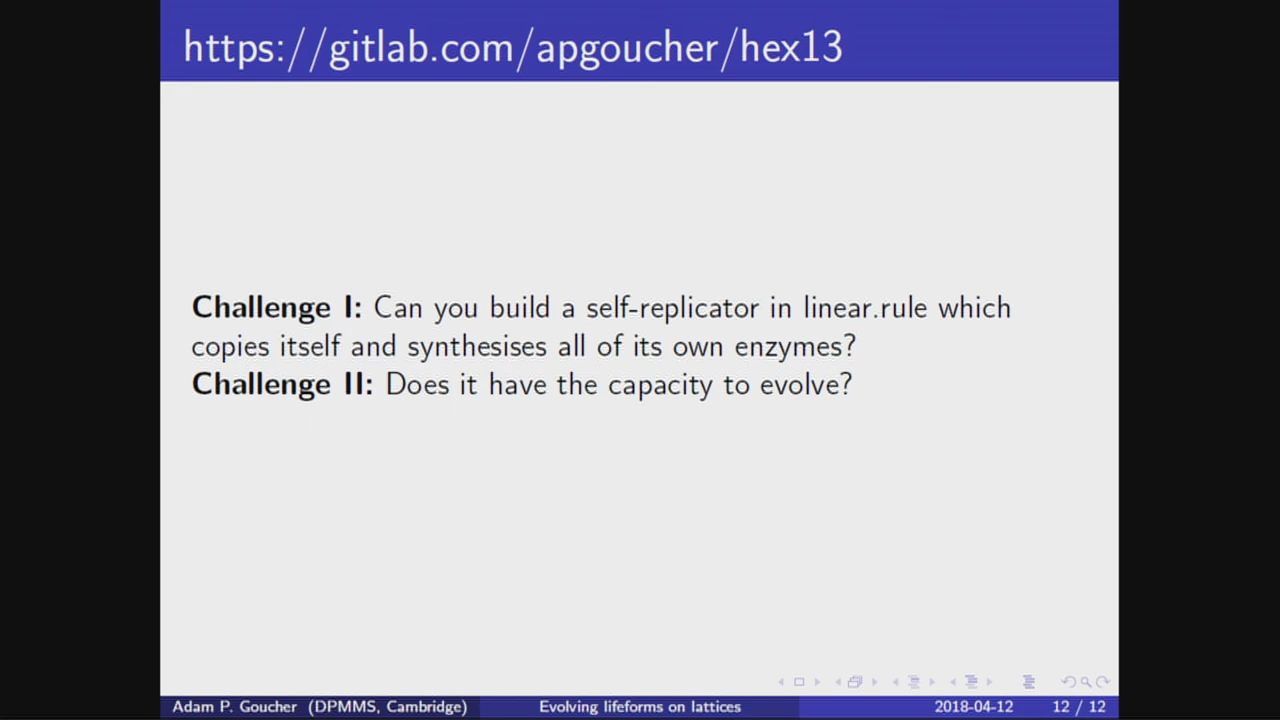 https://gitlab.com/apgoucher/hex13
Challenge I: Can you build a self-replicator in linear.rule which
copies itself and synthesises all of its own enzymes?
Challenge II: Does it have the capacity to evolve?
Adam P. Goucher (DPMMS, Cambridge) Evolving lifeforms on lattices 2018-04-12 12 / 12